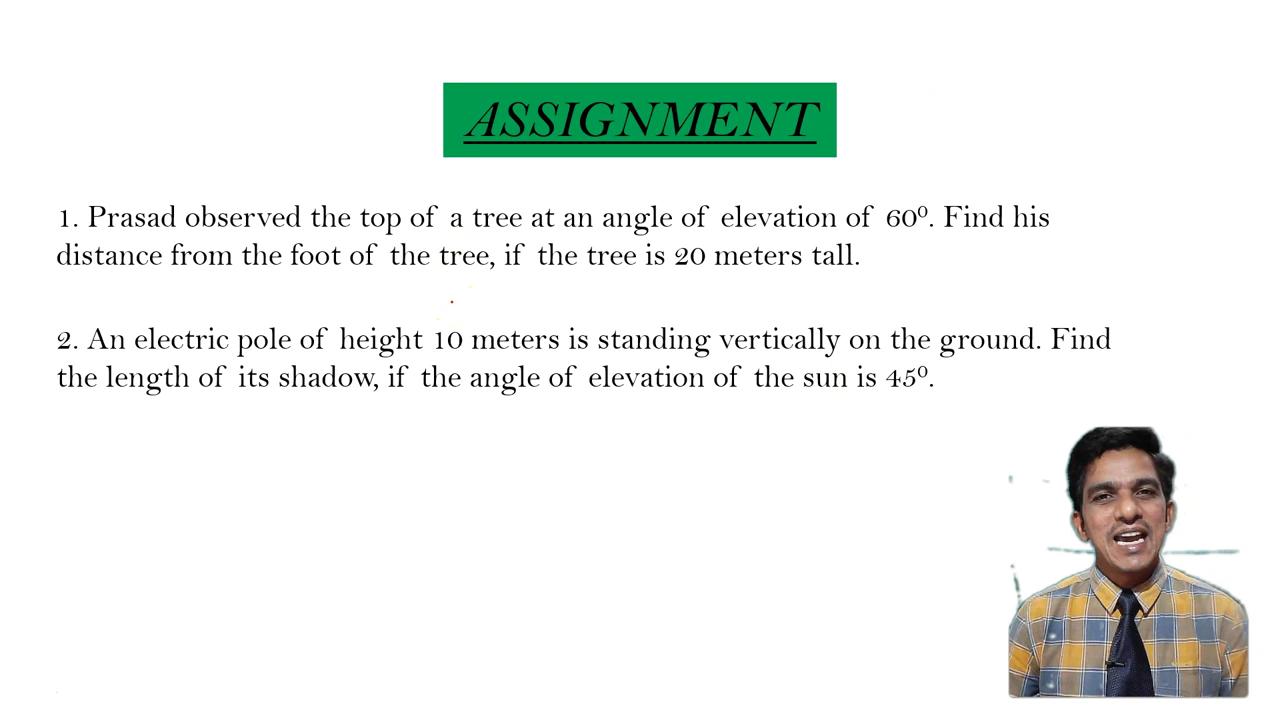 ASSIGNMENT
1. Prasad observed the top of a tree at an angle of elevation of 60⁰. Find his
distance from the foot of the tree, if the tree is 20 meters tall.
2. An electric pole of height 10 meters is standing vertically on the ground. Find
the length of its shadow, if the angle of elevation of the sun is 45⁰.